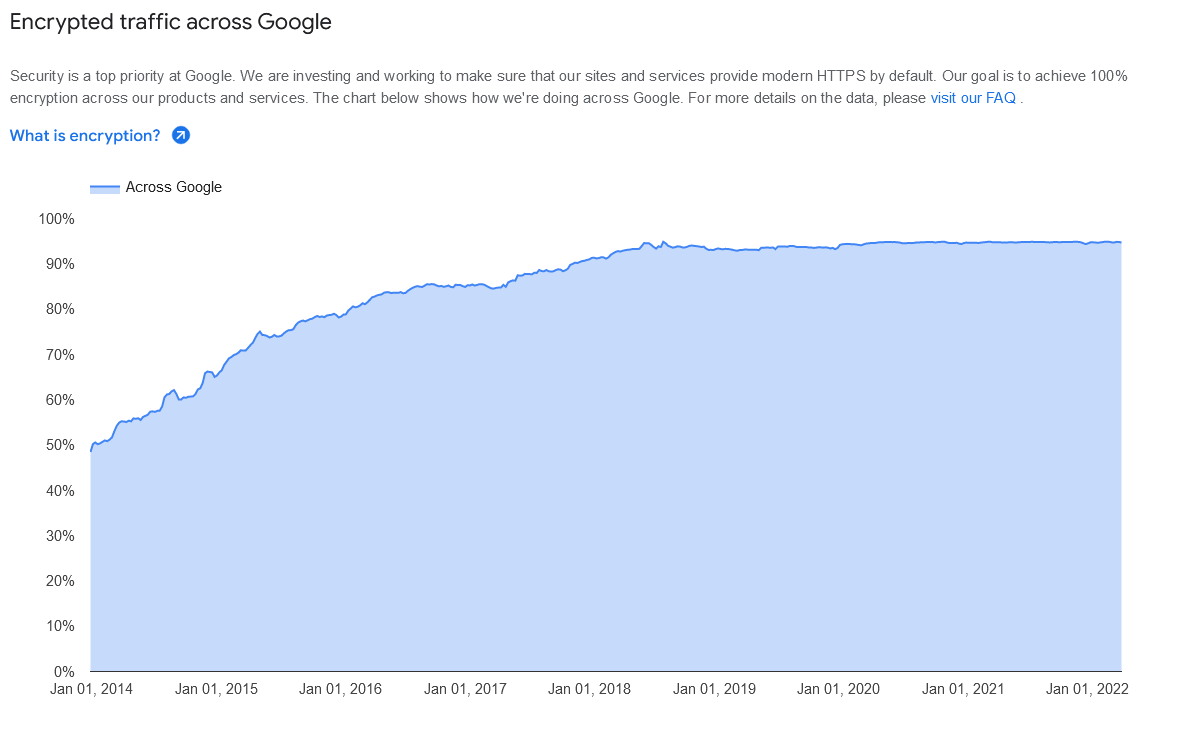 Encrypted traffic across Google
Security is a top priority at Google. We are investing and working to make sure that our sites and services provide modern HTTPS by default. Our goal is to achieve 100%
encryption across our products and services. The chart below shows how we're doing across Google. For more details on the data, please visit our FAQ .
What is encryption?
Across Google
100%
90%
80%
70%
60%
50%
40%
30%
20%
10%
0%
Jan 01, 2014 Jan 01, 2015 Jan 01, 2016 Jan 01, 2017 Jan 01, 2018 Jan 01, 2019 Jan 01, 2020 Jan 01, 2021 Jan 01, 2022